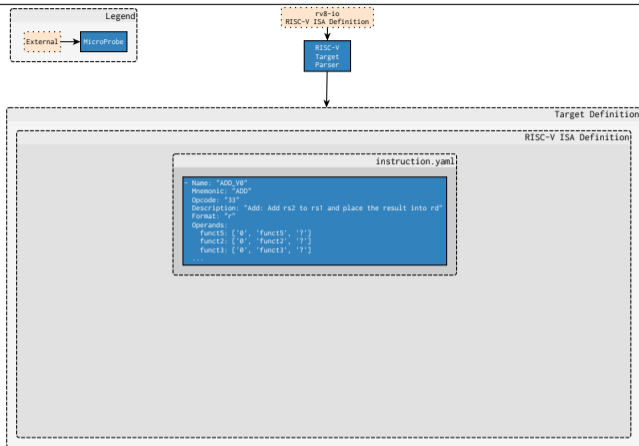 Legend
External
MicroProbe
rv8-io
RISC-V ISA Definition
RISC-V
Target
Parser
Target Definition
RISC-V ISA Definition
instruction.yaml
- Name: "ADD_V0"
Mnemonic: "ADD"
Opcode: "33"
Description: "Add: Add rs2 to rs1 and place the result into rd"
Format: "r"
Operands:
funct5: ['0', 'funct5', '?']
funct2: ['0', 'funct2', '?']
funct3: ['0', 'funct3', '?']
...